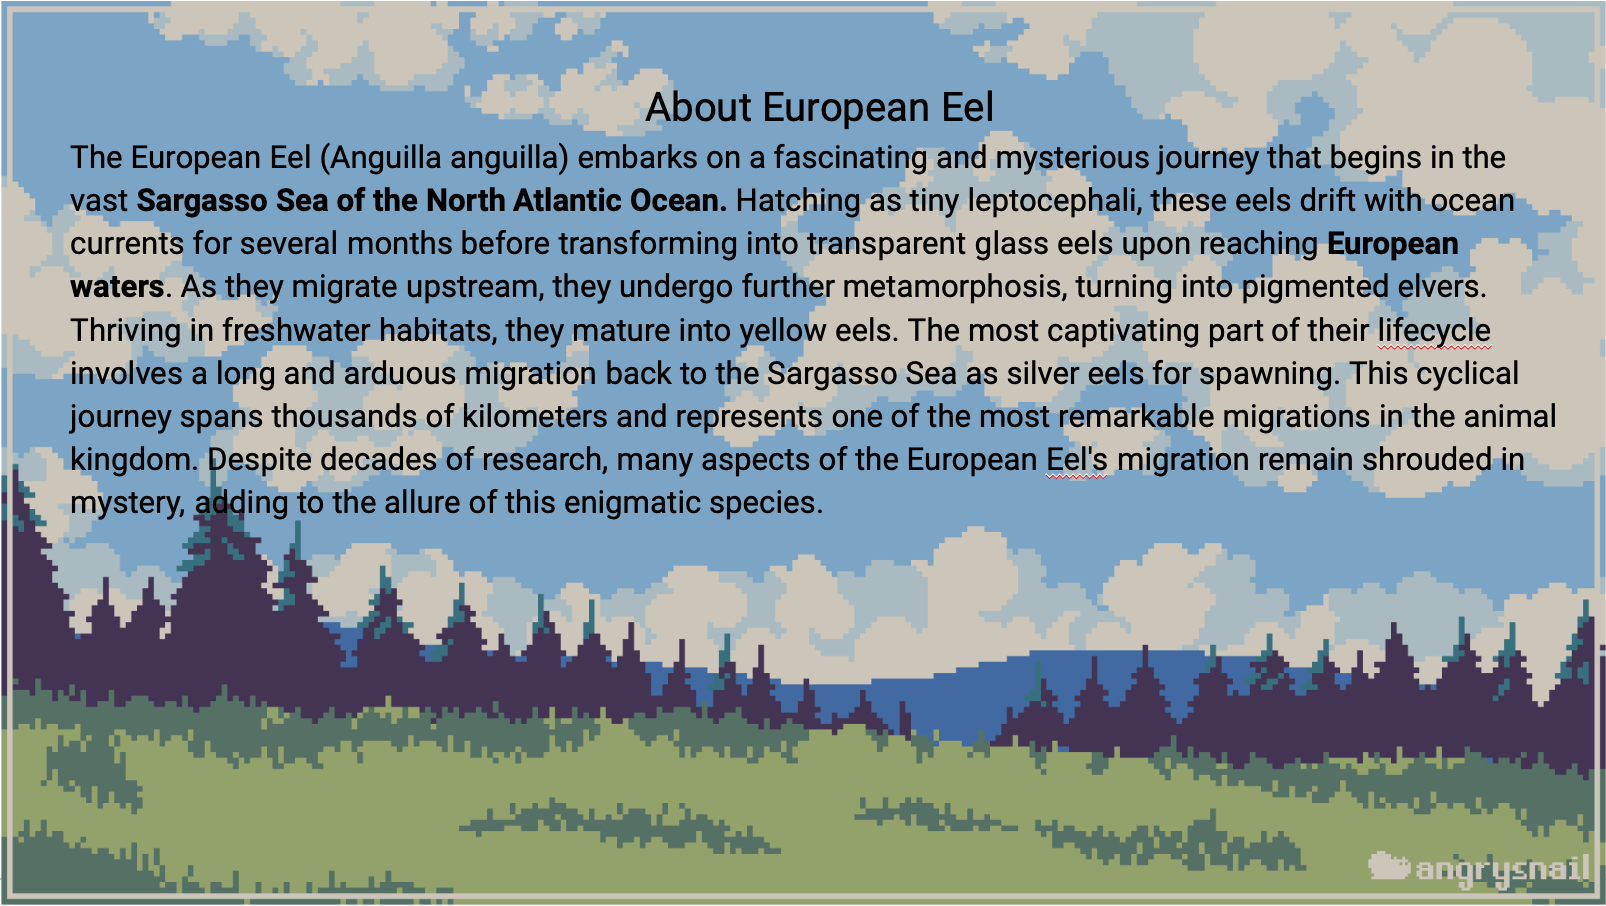 About European Eel
The European Eel (Anguilla anguilla) embarks on a fascinating and mysterious journey that begins in the
vast Sargasso Sea of the North Atlantic Ocean. Hatching as tiny leptocephali, these eels drift with ocean
currents for several months before transforming into transparent glass eels upon reaching European
waters. As they migrate upstream, they undergo further metamorphosis, turning into pigmented elvers.
Thriving in freshwater habitats, they mature into yellow eels. The most captivating part of their lifecycle
involves a long and arduous migration back to the Sargasso Sea as silver eels for spawning. This cyclical
journey spans thousands of kilometers and represents one of the most remarkable migrations in the animal
kingdom. Despite decades of research, many aspects of the European Eel's migration remain shrouded in
mystery, adding to the allure of this enigmatic species.
angrysnail